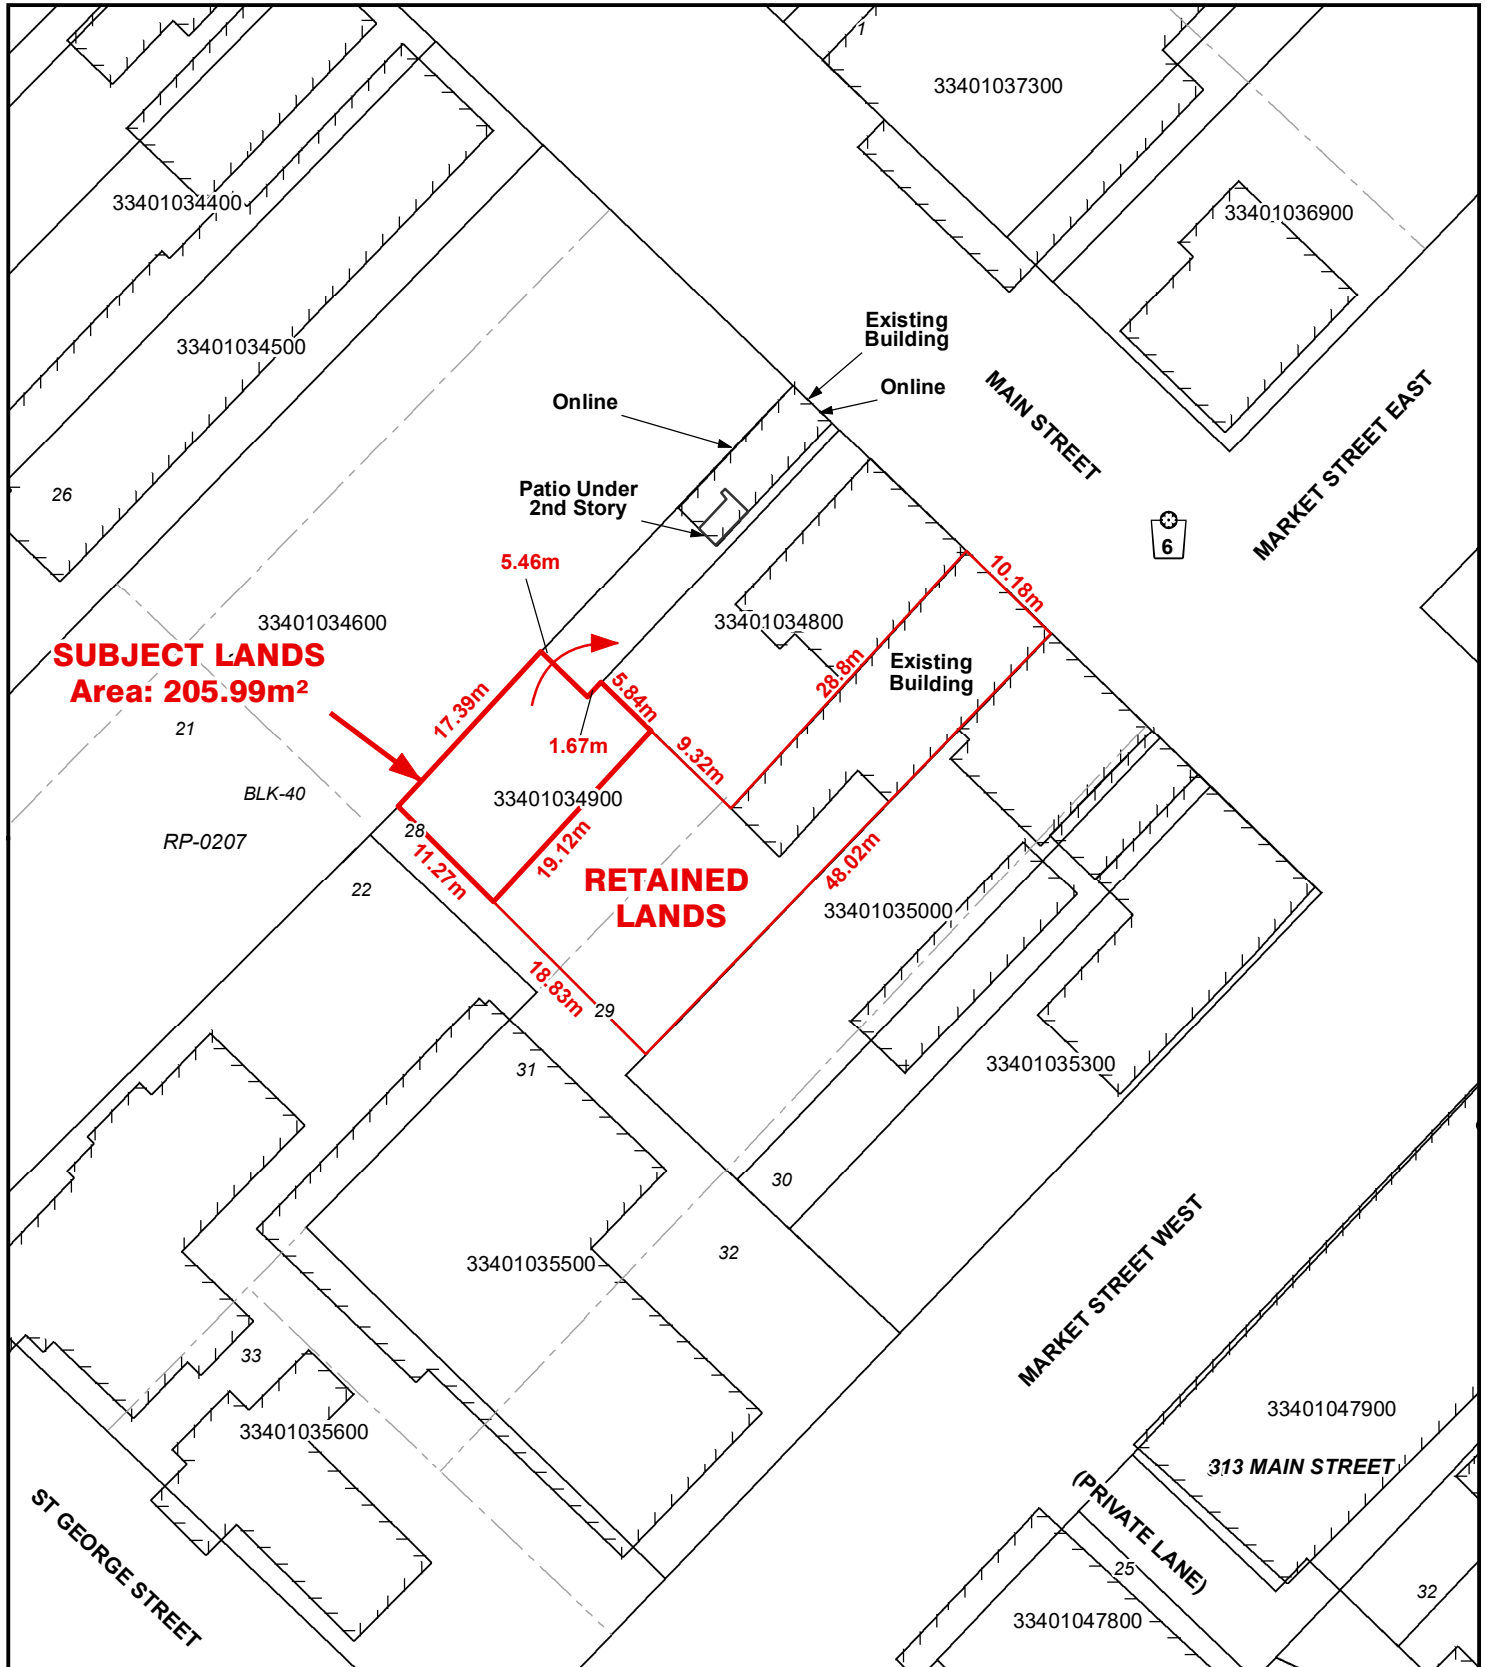 1
33401037300
33401034400
33401036900
33401034500
Existing
Building
Online
Online
MAIN STREET
MARKET STREET EAST
26
Patio Under
2nd Story
6
5.46m
10.18m
33401034600
33401034800
SUBJECT LANDS
Area: 205.99m²
Existing
Building
28.8m
5.84m
17.39m
21
1.67m
9.32m
BLK-40
33401034900
28
RP-0207
19.12m
11.27m
48.02m
22
RETAINED
LANDS
33401035000
18.83m
29
31
33401035300
30
32
33401035500
MARKET STREET WEST
33
33401035600
33401047900
313 MAIN STREET
ST GEORGE STREET
(PRIVATE LANE)
25
32
33401047800